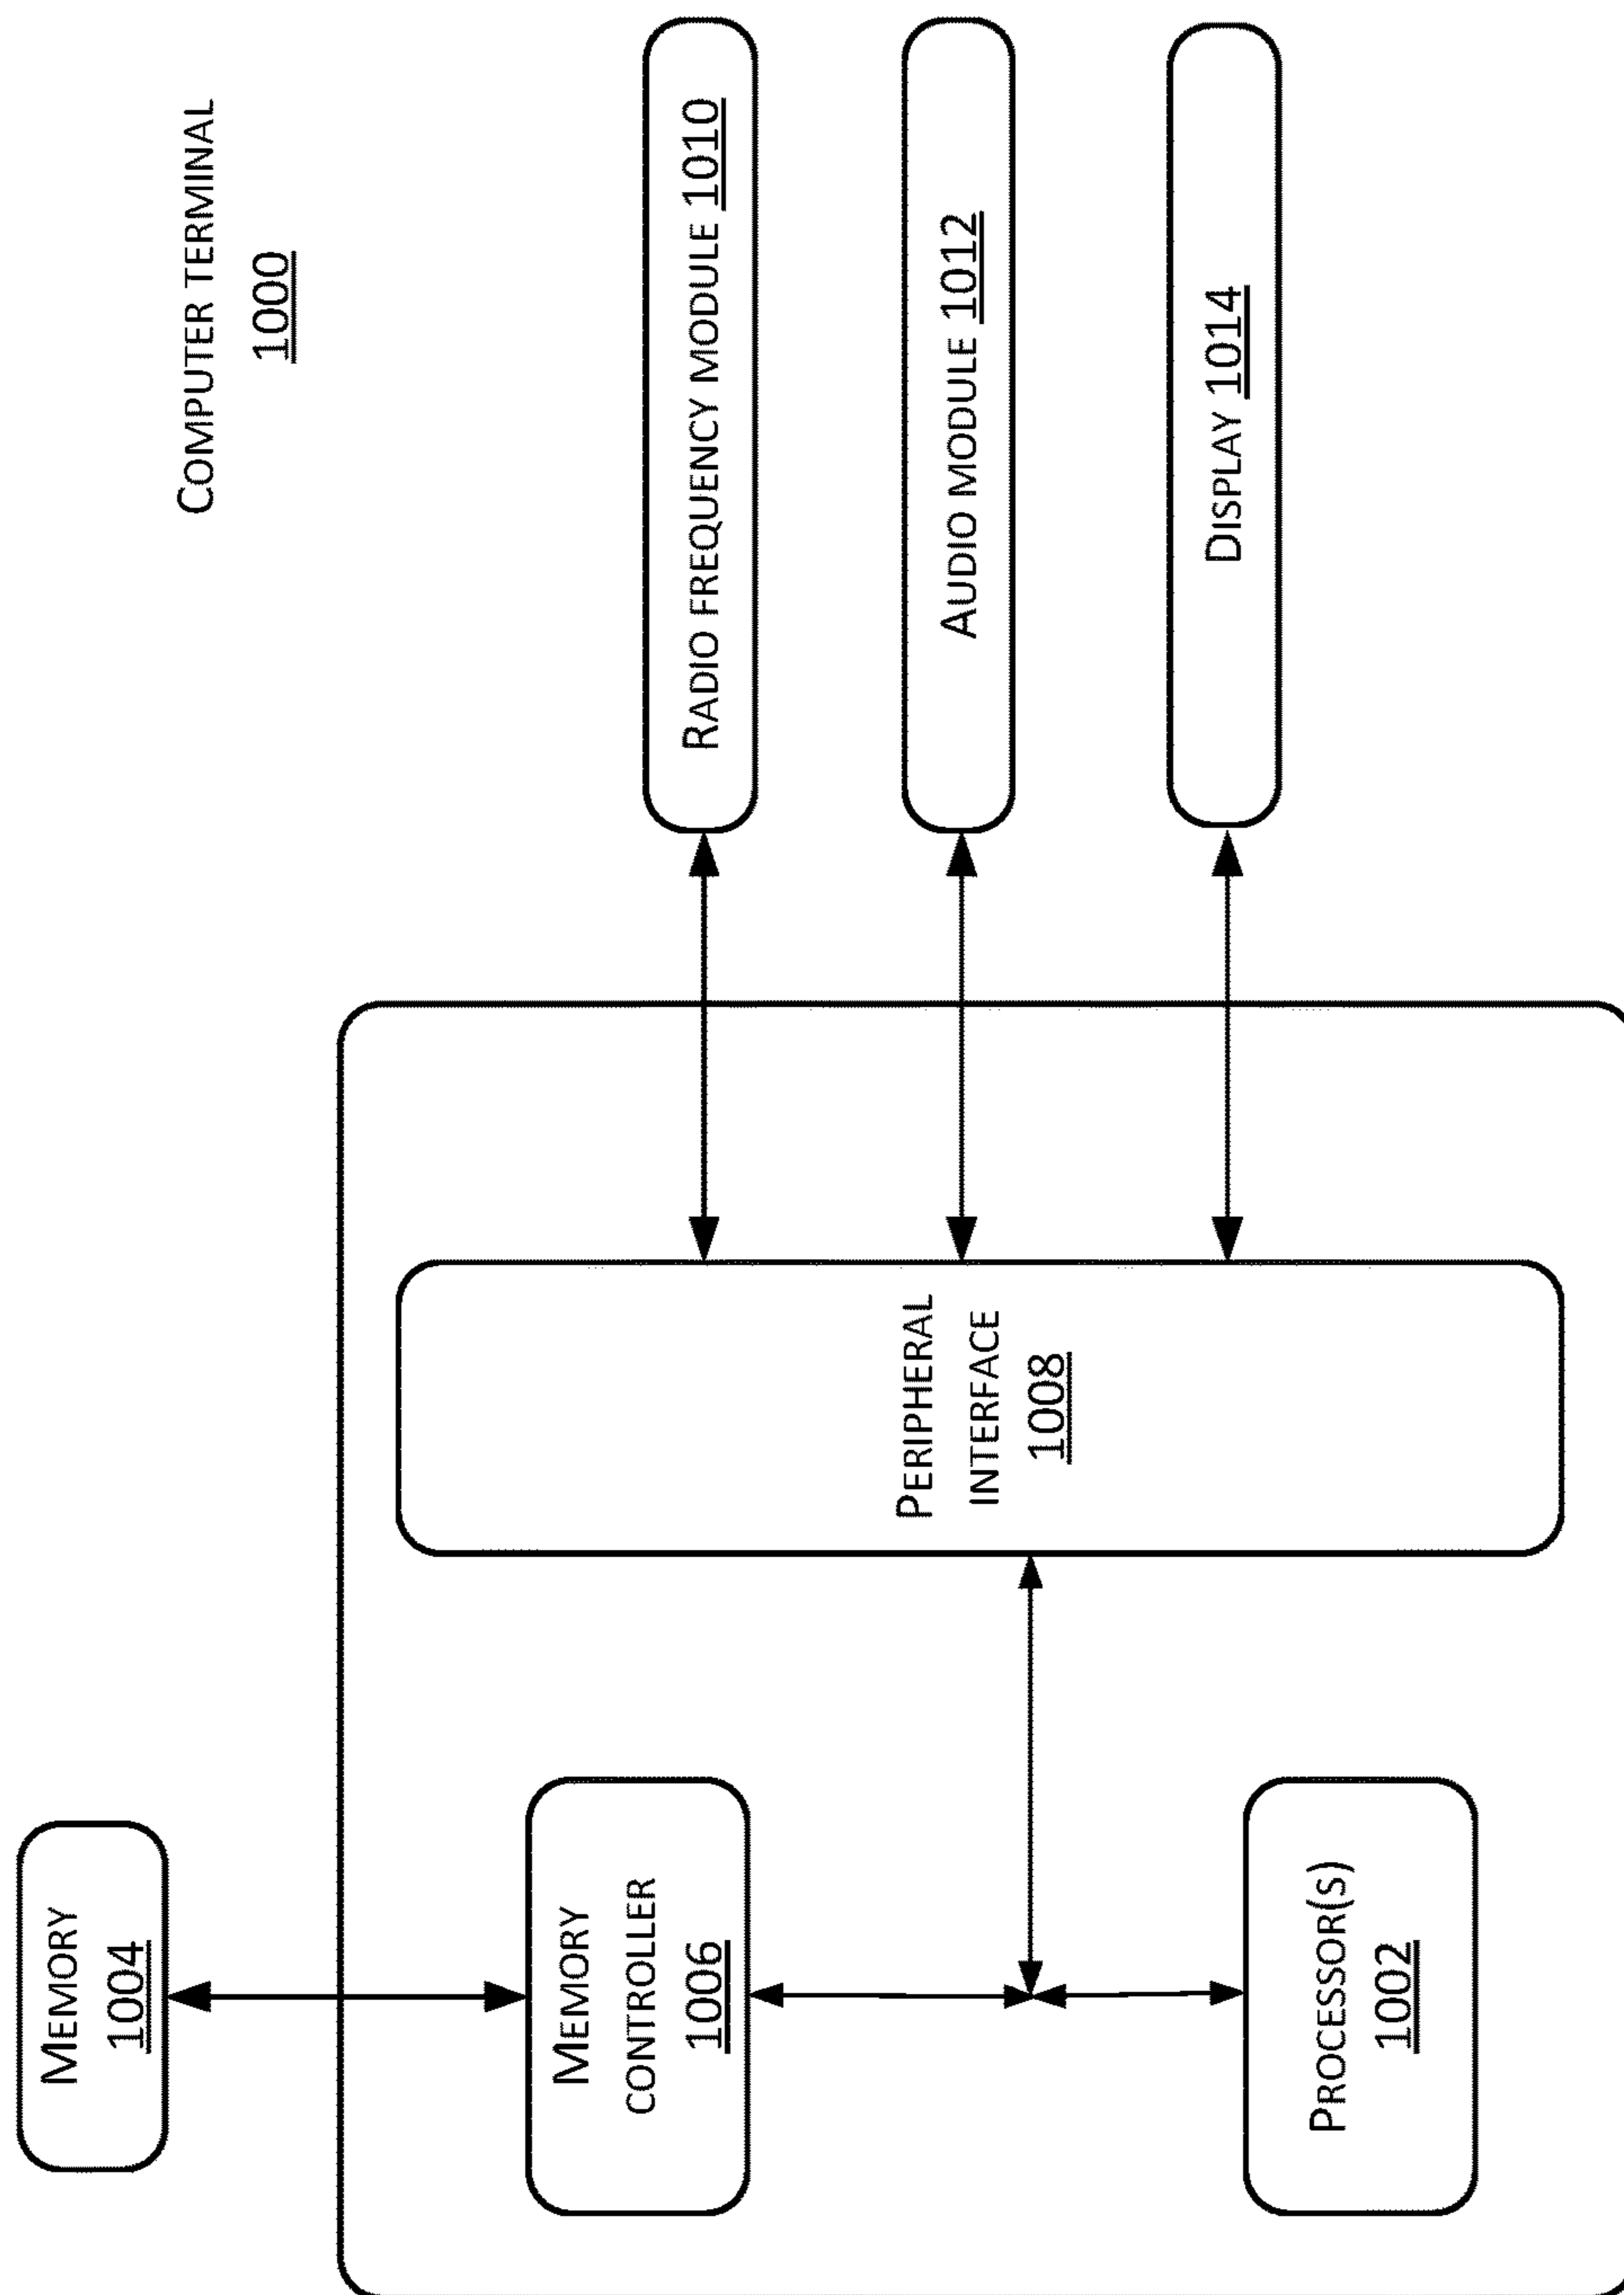 COMPUTER TERMINAL
1000
MEMORY
1004
MEMORY
CONTROLLER
1006
PROCESSOR(S)
1002
PERIPHERAL
INTERFACE
1008
RADIO FREQUENCY MODULE 1010
AUDIO MODULE 1012
DISPLAY 1014